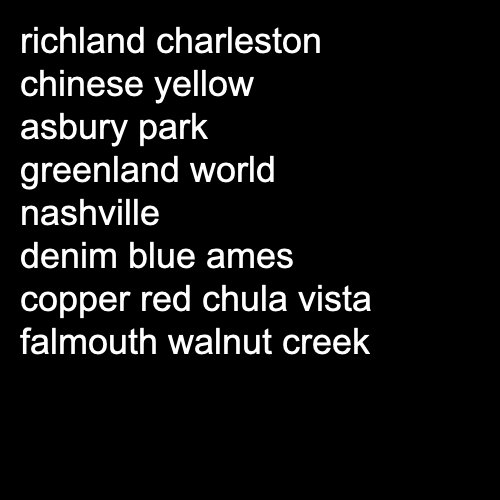 richland charleston
chinese yellow
asbury park
greenland world
nashville
denim blue ames
copper red chula vista
falmouth walnut creek